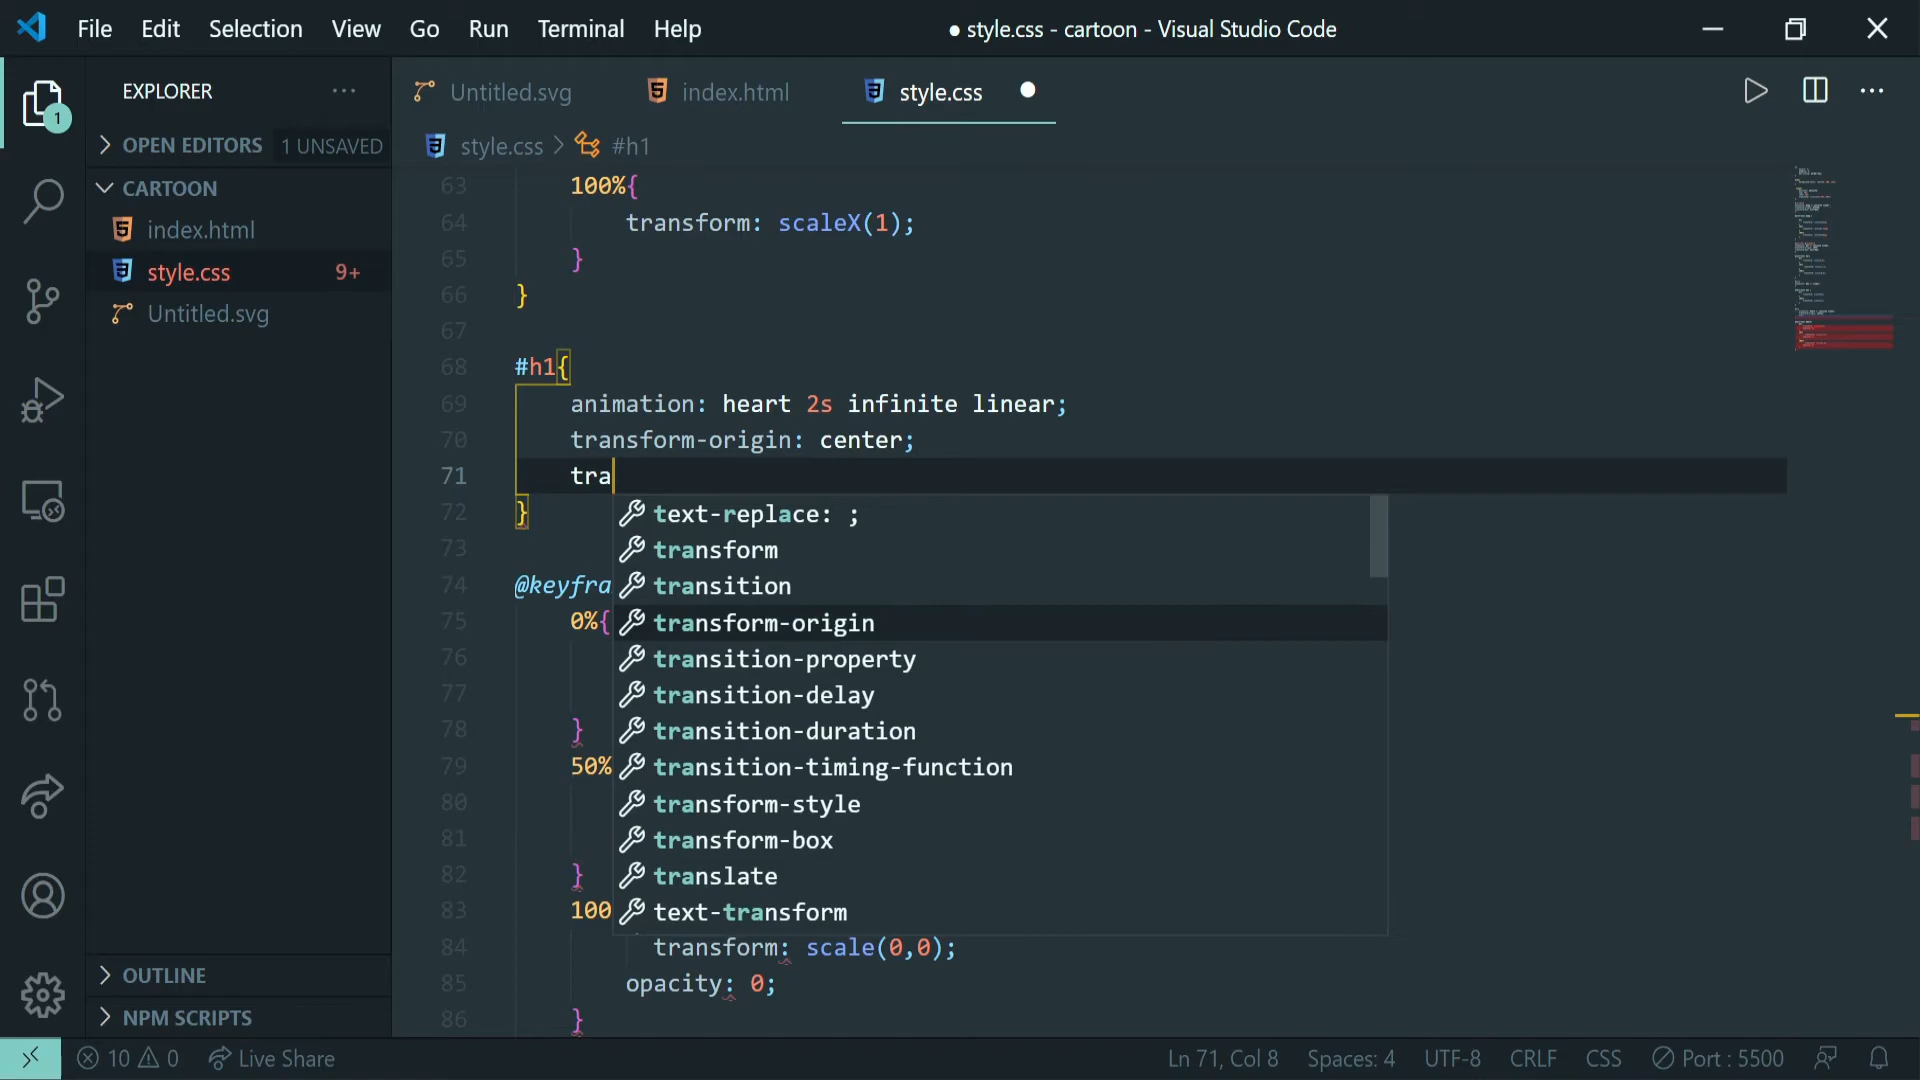 File Edit Selection View Go Run Terminal Help
● style.css - cartoon - Visual Studio Code
EXPLORER
Untitled.svg index.html style.css
OPEN EDITORS 1 UNSAVED
style.css > #h1
CARTOON
index.html
style.css 9+
Untitled.svg
1
63 100%{
64 transform: scaleX(1);
65 }
66 }
67
68 #h1{
69 animation: heart 2s infinite linear;
70 transform-origin: center;
71 tra
72 }
73
74 @keyfra
75 0%{
76
77
78 }
79 50%
80
81
82 }
83 100
84 transform: scale(0,0);
85 opacity: 0;
86 }
text-replace: ;
transform
transition
transform-origin
transition-property
transition-delay
transition-duration
transition-timing-function
transform-style
transform-box
translate
text-transform
OUTLINE
NPM SCRIPTS
10 0 Live Share
Ln 71, Col 8 Spaces: 4 UTF-8 CRLF CSS Port : 5500